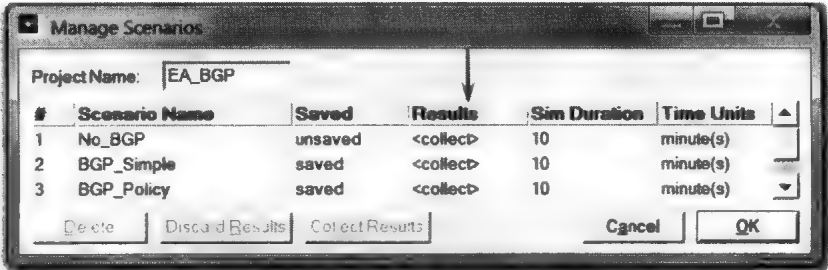 Manage Scenarios
Project Name: EA_BGP
# Scenario Name Saved Results Sim Duration Time Units
1 No_BGP unsaved <collect> 10 minute(s)
2 BGP_Simple saved <collect> 10 minute(s)
3 BGP_Policy saved <collect> 10 minute(s)
Delete Discard Results Collect Results Cancel OK